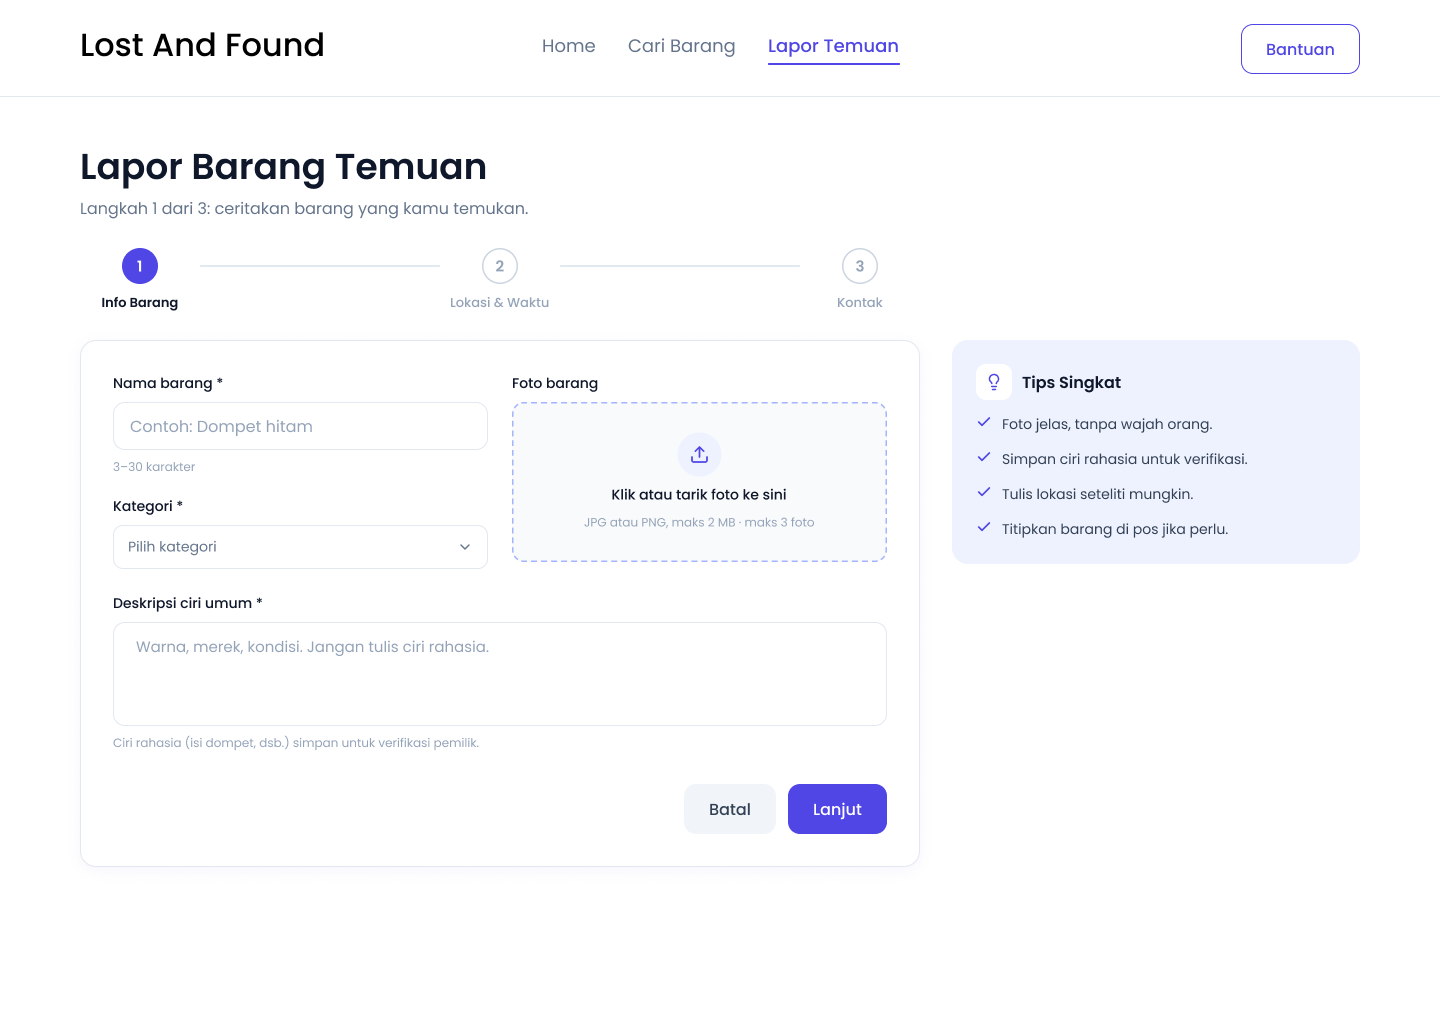 Lost And Found
Home
Cari Barang
Lapor Temuan
Bantuan
Lapor Barang Temuan
Langkah 1 dari 3: ceritakan barang yang kamu temukan.
1
2
3
Info Barang
Lokasi & Waktu
Kontak
Nama barang *
Contoh: Dompet hitam
3–30 karakter
Kategori *
Pilih kategori
Foto barang
Klik atau tarik foto ke sini
JPG atau PNG, maks 2 MB · maks 3 foto
Deskripsi ciri umum *
Warna, merek, kondisi. Jangan tulis ciri rahasia.
Ciri rahasia (isi dompet, dsb.) simpan untuk verifikasi pemilik.
Batal
Lanjut
Tips Singkat
Foto jelas, tanpa wajah orang.
Simpan ciri rahasia untuk verifikasi.
Tulis lokasi seteliti mungkin.
Titipkan barang di pos jika perlu.